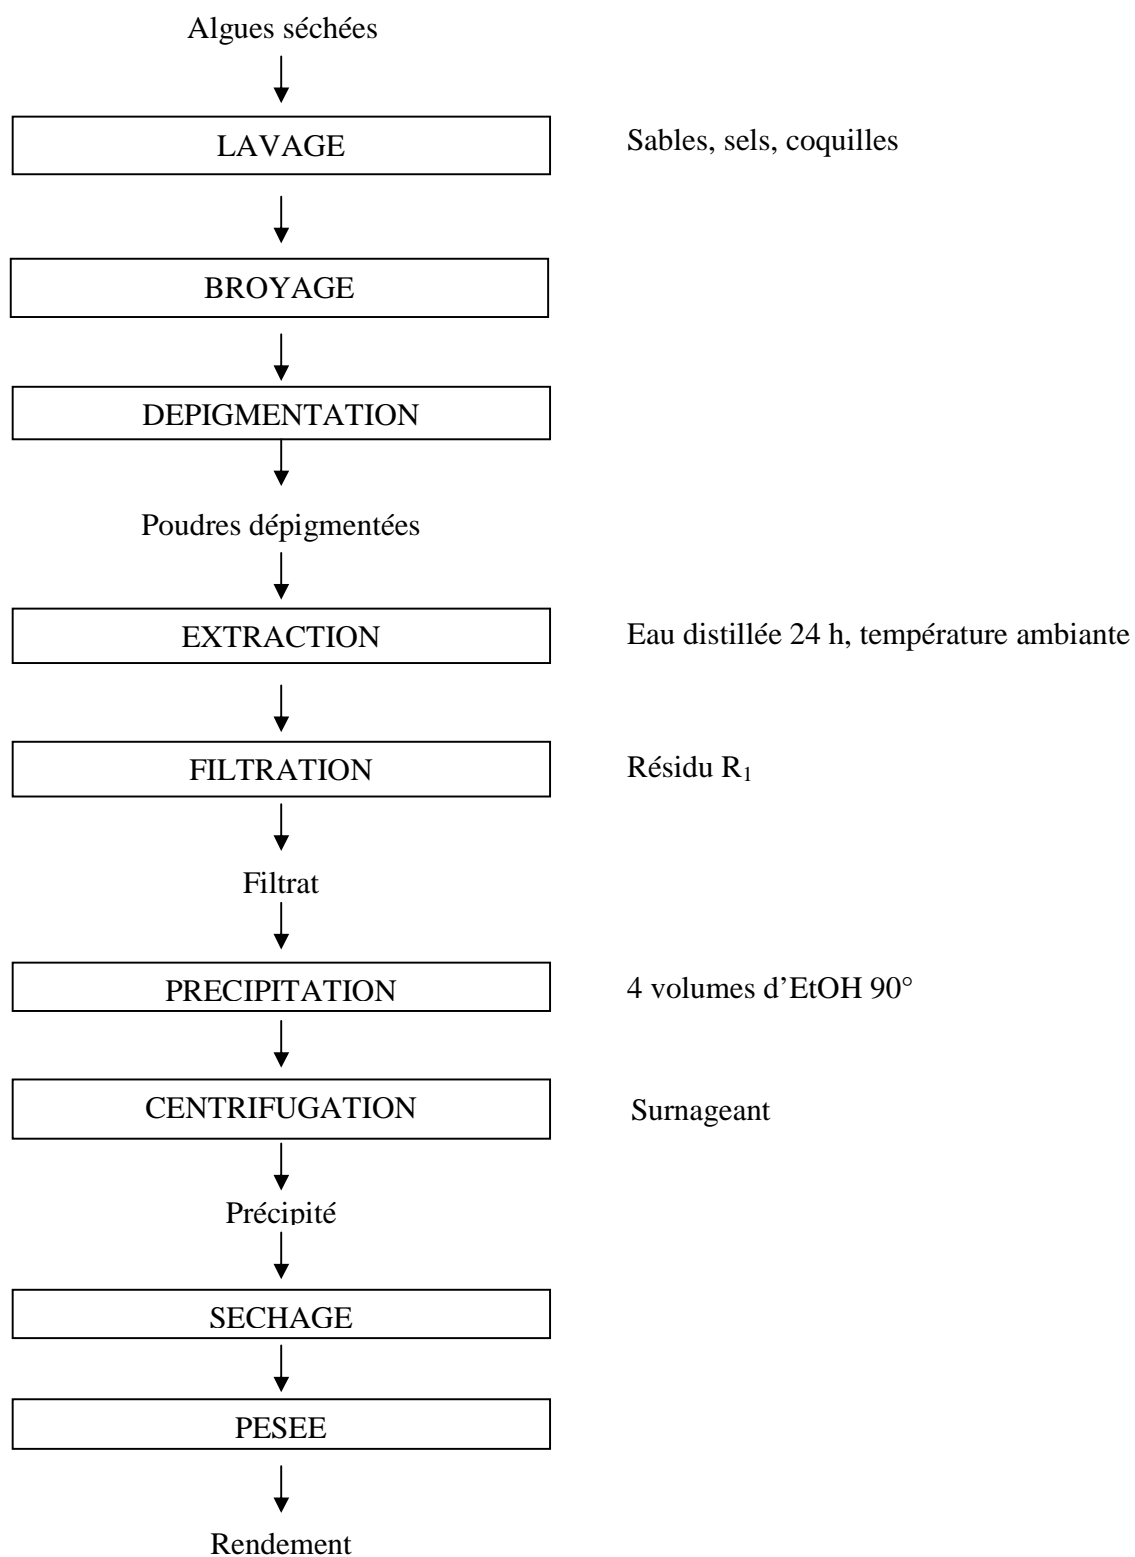 Algues séchées
LAVAGE
Sables, sels, coquilles
BROYAGE
DEPIGMENTATION
Poudres dépigmentées
EXTRACTION
Eau distillée 24 h, température ambiante
FILTRATION
Résidu R₁
Filtrat
PRECIPITATION
4 volumes d’EtOH 90°
CENTRIFUGATION
Surnageant
Précipité
SECHAGE
PESEE
Rendement